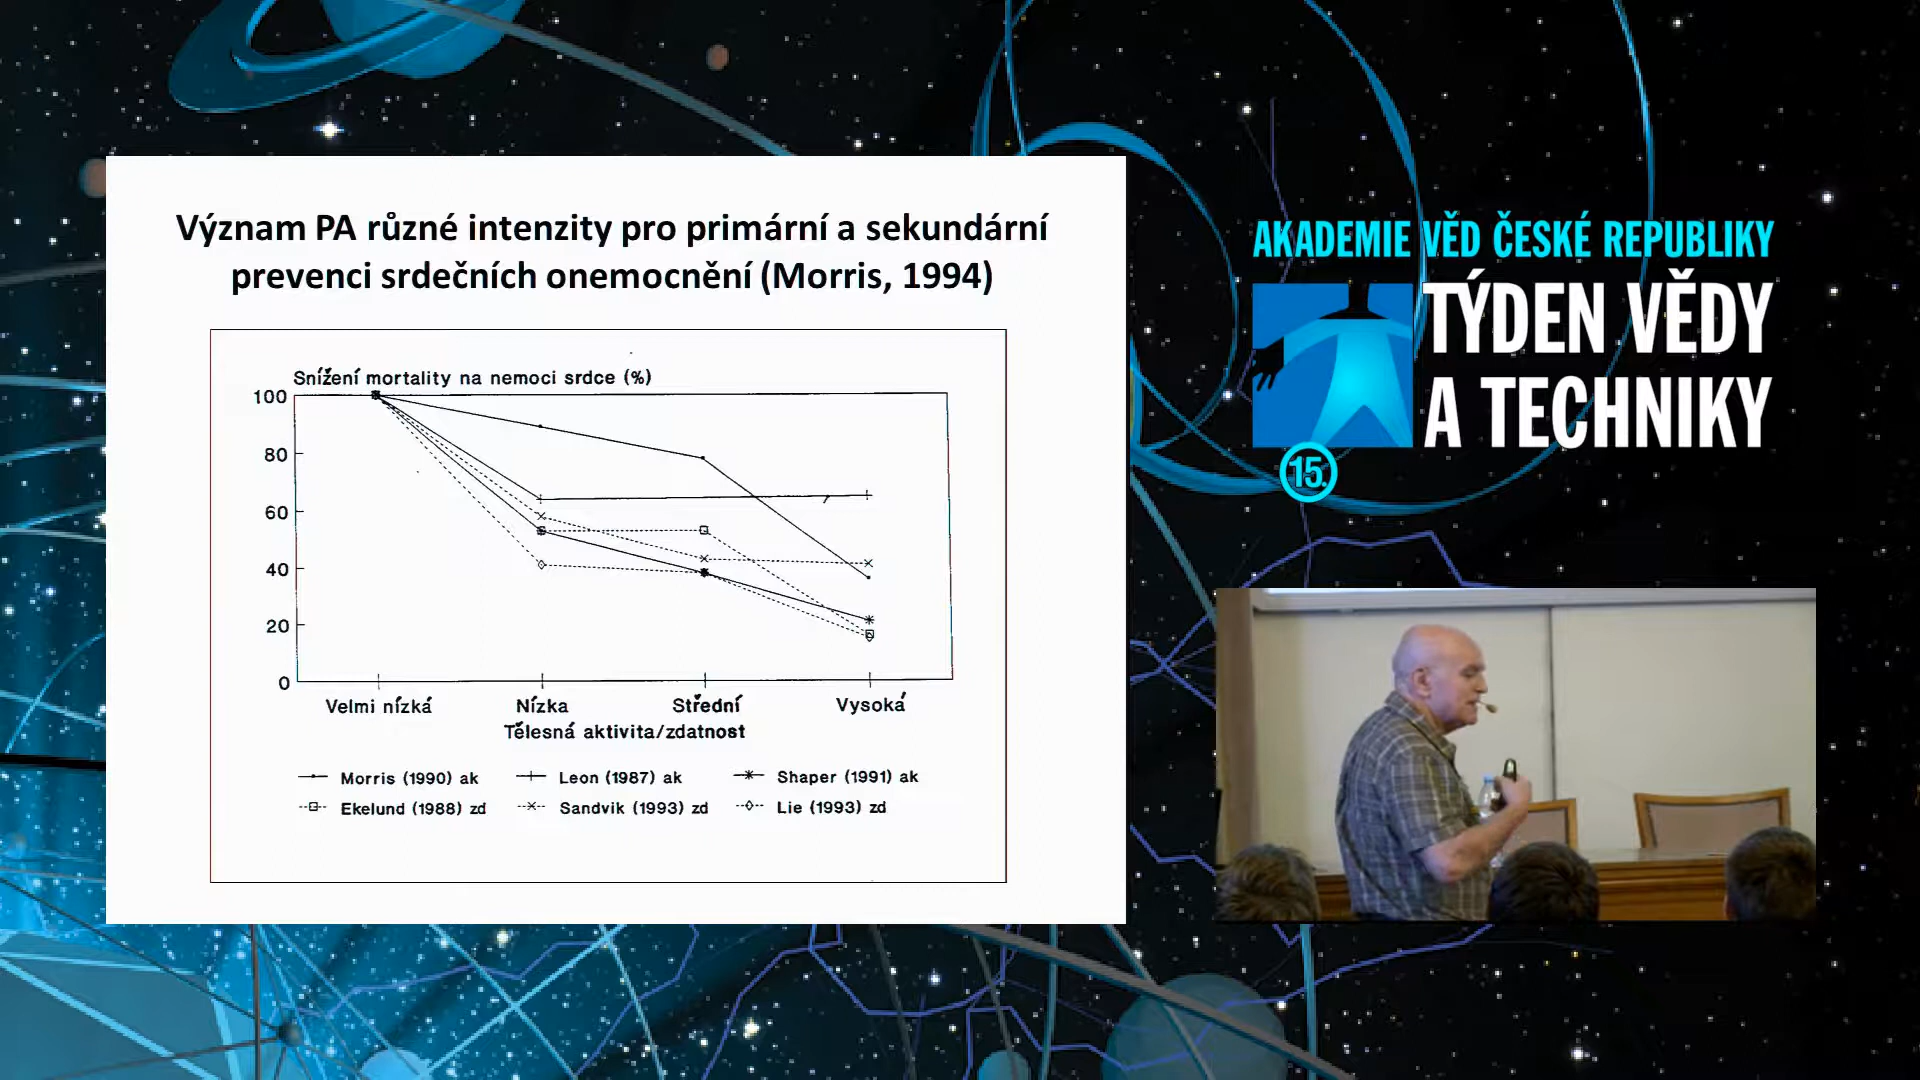 Význam PA různé intenzity pro primární a sekundární
prevenci srdečních onemocnění (Morris, 1994)
Snížení mortality na nemoci srdce (%)
100
80
60
40
20
0
Velmi nízká
Nízka
Střední
Vysoká
Tělesná aktivita/zdatnost
Morris (1990) ak
Leon (1987) ak
Shaper (1991) ak
Ekelund (1988) zd
Sandvik (1993) zd
Lie (1993) zd
AKADEMIE VĚD ČESKÉ REPUBLIKY
TÝDEN VĚDY
A TECHNIKY
15.